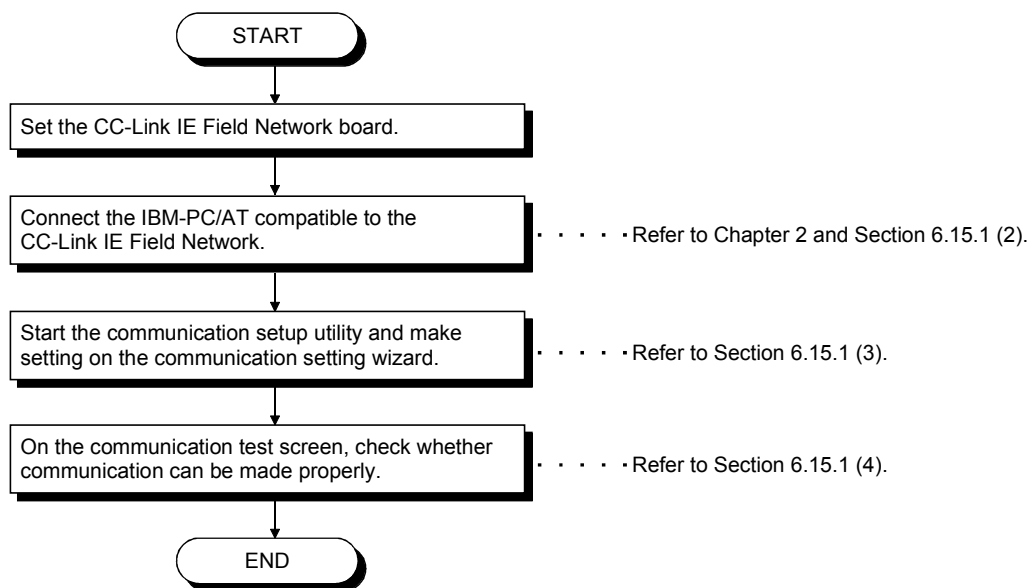 START
Set the CC-Link IE Field Network board.
Connect the IBM-PC/AT compatible to the
CC-Link IE Field Network.
· · · · · Refer to Chapter 2 and Section 6.15.1 (2).
Start the communication setup utility and make
setting on the communication setting wizard.
· · · · · Refer to Section 6.15.1 (3).
On the communication test screen, check whether
communication can be made properly.
· · · · · Refer to Section 6.15.1 (4).
END